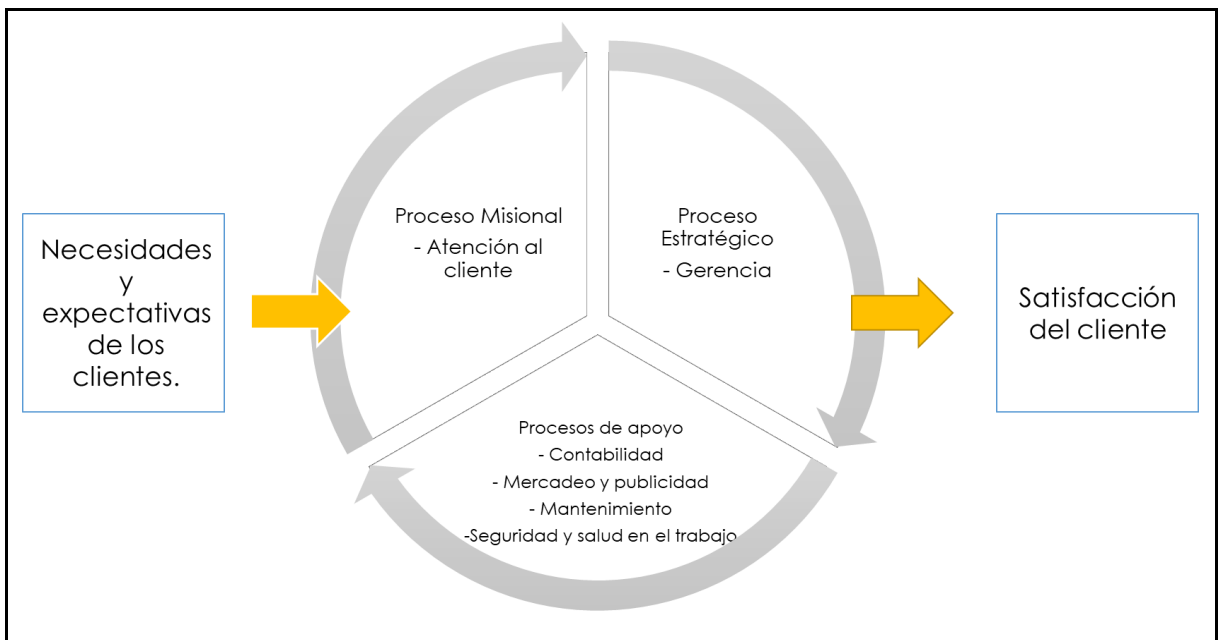 Necesidades
y
expectativas
de los
clientes.
Proceso Misional
- Atención al
cliente
Proceso
Estratégico
- Gerencia
Procesos de apoyo
- Contabilidad
- Mercadeo y publicidad
- Mantenimiento
-Seguridad y salud en el trabajo
Satisfacción
del cliente